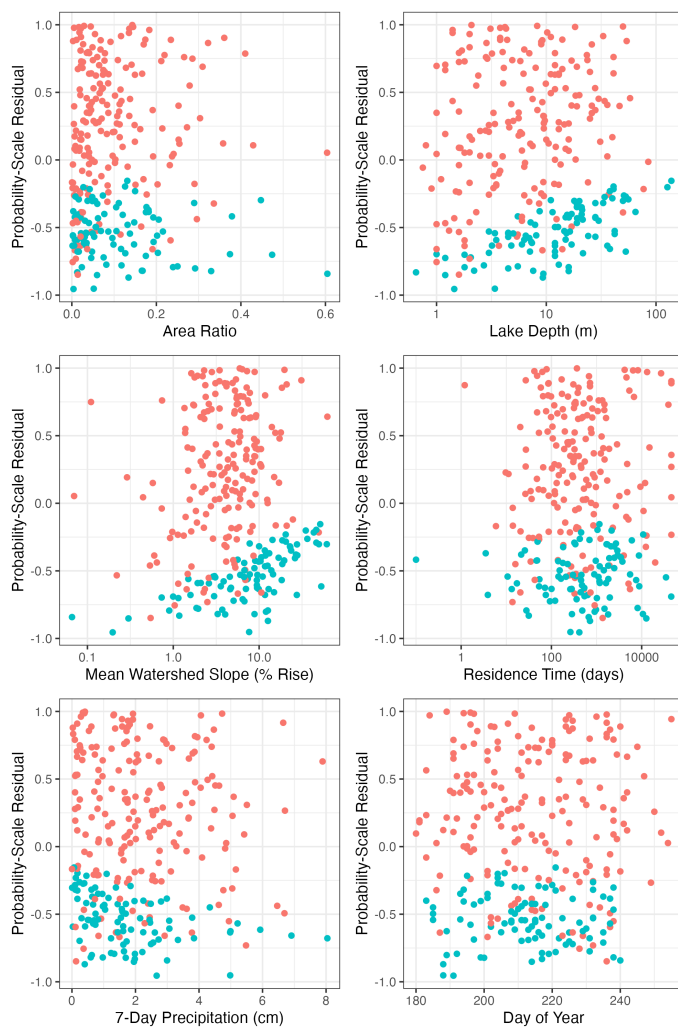 Probability-Scale Residual
1.0
0.5
0.0
-0.5
-1.0
0.0 0.2 0.4 0.6
Area Ratio
Probability-Scale Residual
1.0
0.5
0.0
-0.5
-1.0
1 10 100
Lake Depth (m)
Probability-Scale Residual
1.0
0.5
0.0
-0.5
-1.0
0.1 1.0 10.0
Mean Watershed Slope (% Rise)
Probability-Scale Residual
1.0
0.5
0.0
-0.5
-1.0
1 100 10000
Residence Time (days)
Probability-Scale Residual
1.0
0.5
0.0
-0.5
-1.0
0 2 4 6 8
7-Day Precipitation (cm)
Probability-Scale Residual
1.0
0.5
0.0
-0.5
-1.0
180 200 220 240
Day of Year